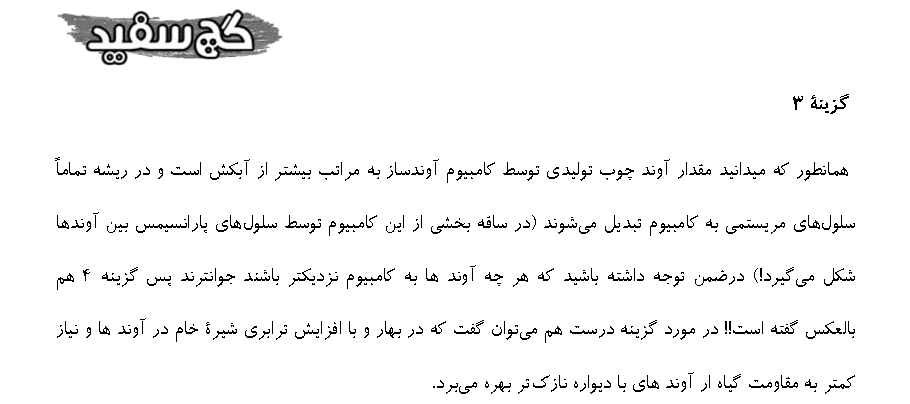 گچ سفید
گزینهٔ ۳
همانطور که میدانید مقدار آوند چوب تولیدی توسط کامبیوم آوندساز به مراتب بیشتر از آبکش است و در ریشه تماماً
سلول‌های مریستمی به کامبیوم تبدیل می‌شوند (در ساقه بخشی از این کامبیوم توسط سلول‌های پارانسیمس بین آوندها
شکل می‌گیرد!) درضمن توجه داشته باشید که هر چه آوند ها به کامبیوم نزدیکتر باشند جوانترند پس گزینه ۴ هم
بالعکس گفته است!! در مورد گزینه درست هم می‌توان گفت که در بهار و با افزایش ترابری شیرهٔ خام در آوند ها و نیاز
کمتر به مقاومت گیاه ار آوند های با دیواره نازک‌تر بهره می‌برد.